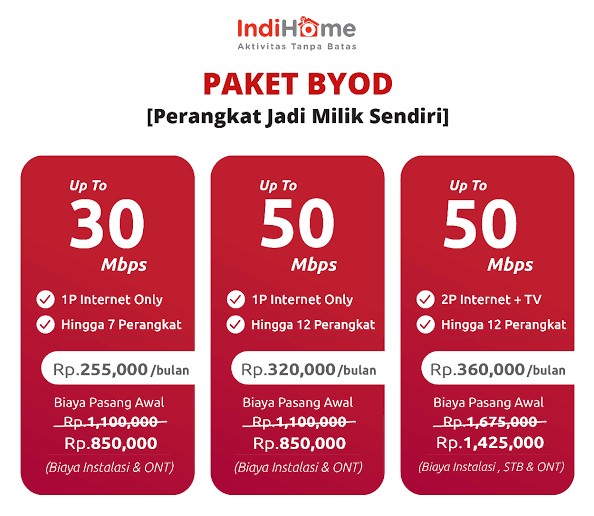 IndiHome
Aktivitas Tanpa Batas
PAKET BYOD
[Perangkat Jadi Milik Sendiri]
Up To
30
Mbps
1P Internet Only
Hingga 7 Perangkat
Rp.255,000/bulan
Biaya Pasang Awal
Rp.1,100,000
Rp.850,000
(Biaya Instalasi & ONT)
Up To
50
Mbps
1P Internet Only
Hingga 12 Perangkat
Rp.320,000/bulan
Biaya Pasang Awal
Rp.1,100,000
Rp.850,000
(Biaya Instalasi & ONT)
Up To
50
Mbps
2P Internet + TV
Hingga 12 Perangkat
Rp.360,000/bulan
Biaya Pasang Awal
Rp.1,675,000
Rp.1,425,000
(Biaya Instalasi , STB & ONT)